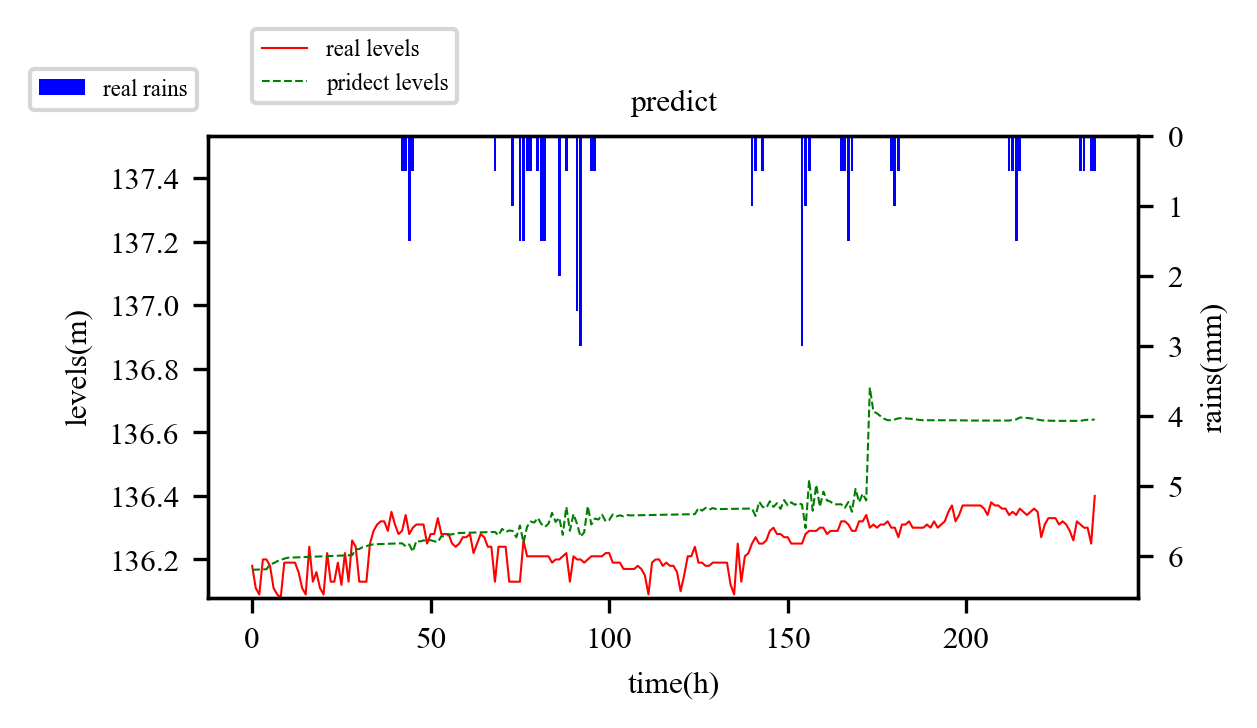 real levels
pridect levels
real rains
predict
137.4
137.2
137.0
136.8
136.6
136.4
136.2
levels(m)
0
1
2
3
4
5
6
rains(mm)
0
50
100
150
200
time(h)